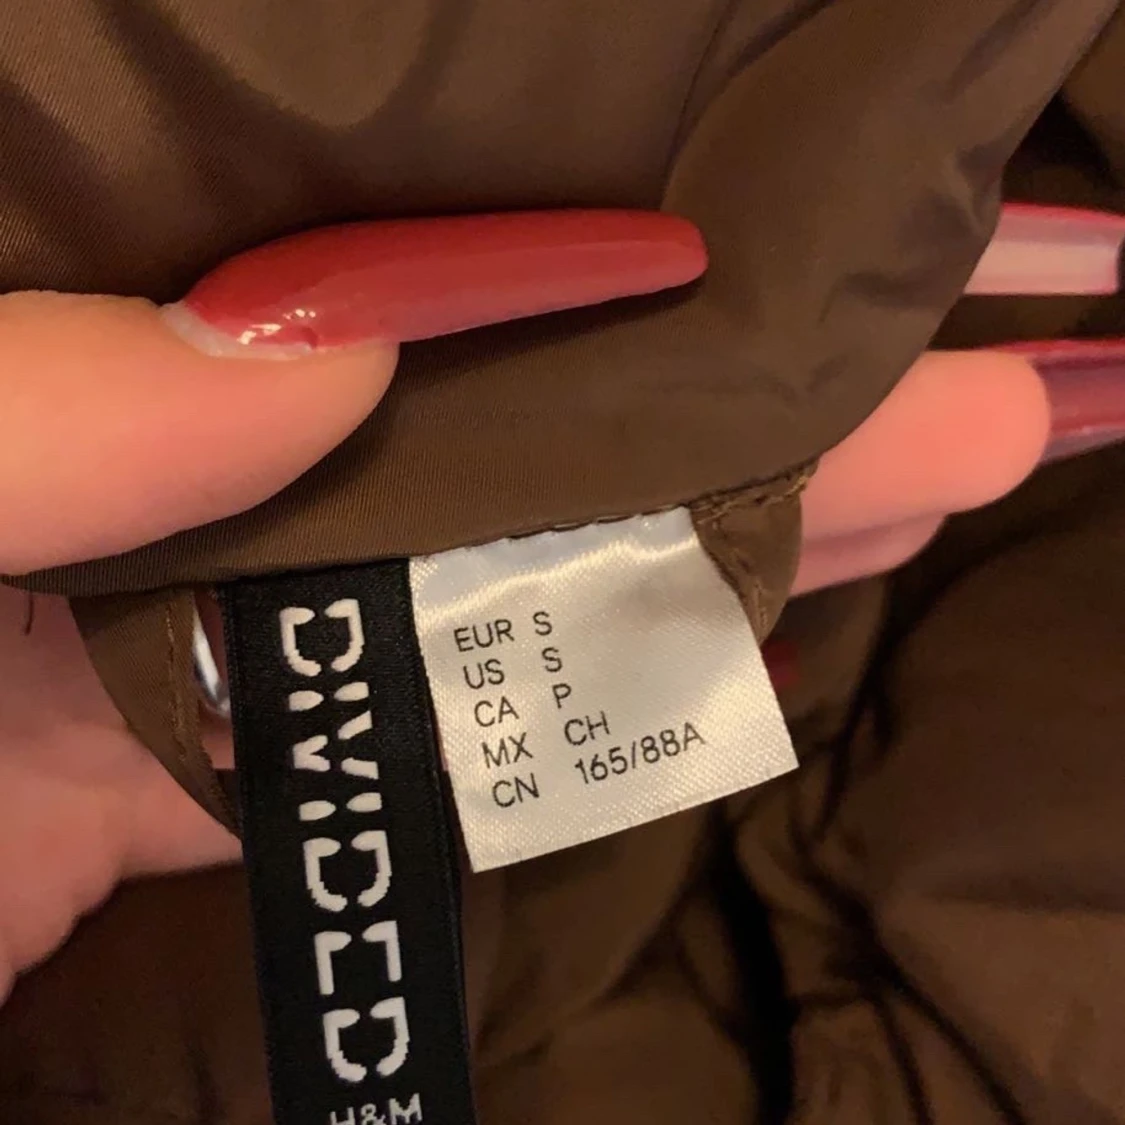 DIVIDED
H&M
EUR S
US S
CA P
MX CH
CN 165/88A